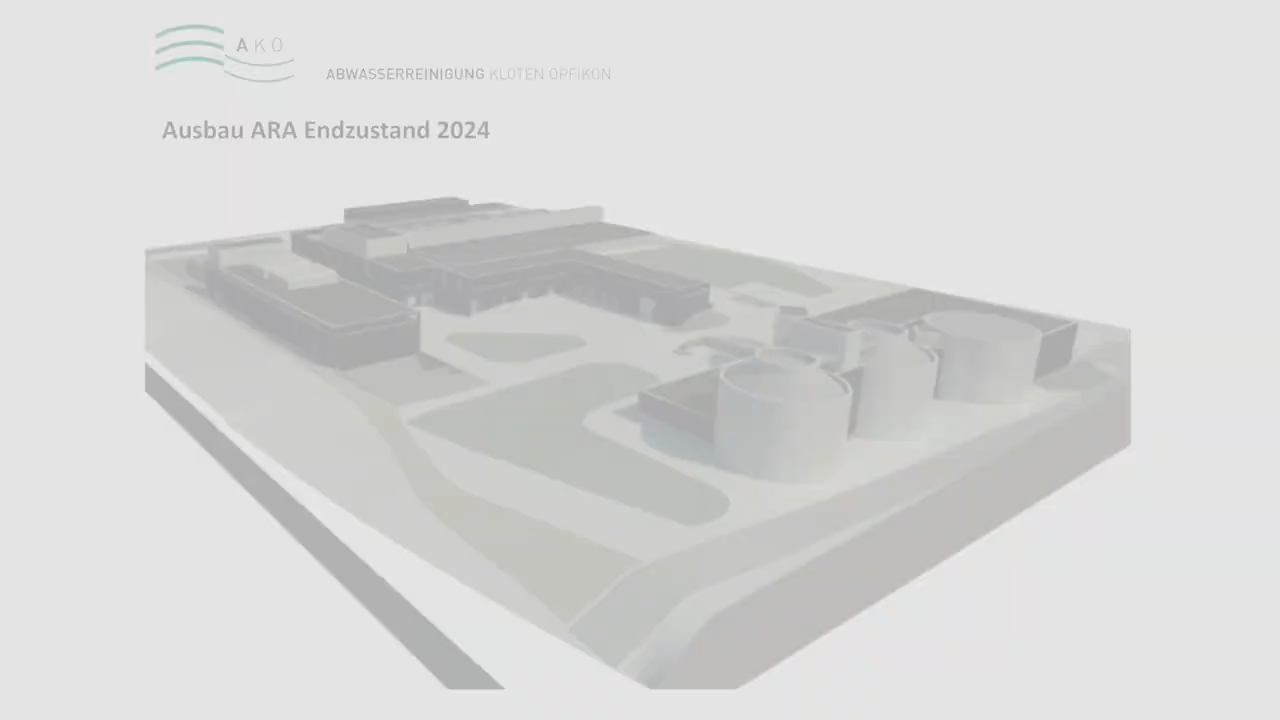 AKO
ABWASSERREINIGUNG KLOTEN OPFIKON
Ausbau ARA Endzustand 2024